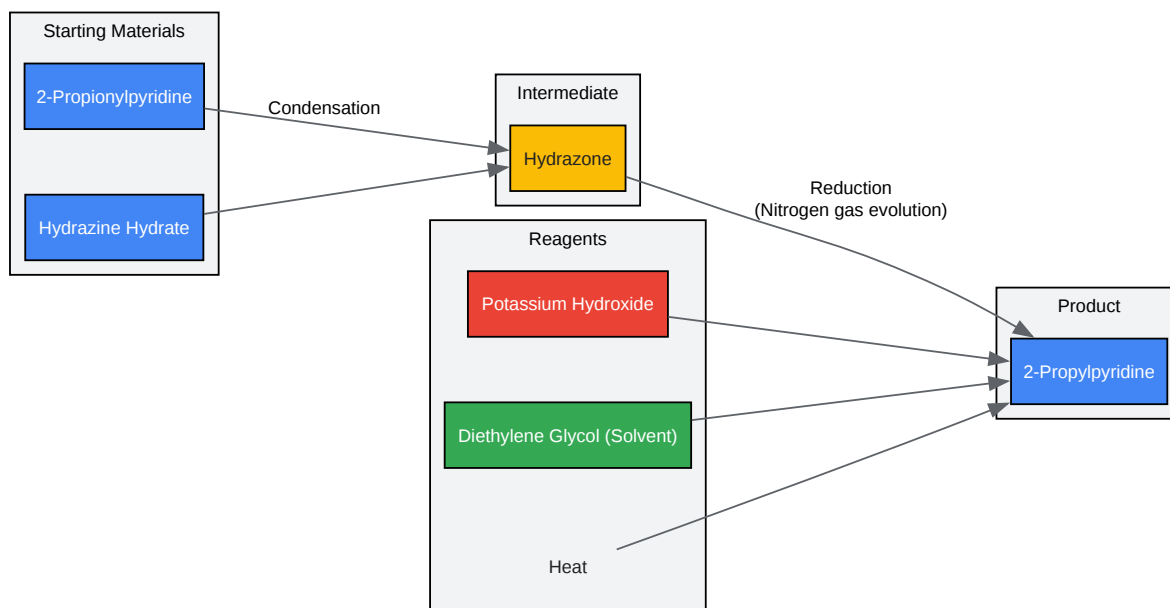 Starting Materials
2-Propionylpyridine
Hydrazine Hydrate
Condensation
Intermediate
Hydrazone
Reduction
(Nitrogen gas evolution)
Reagents
Potassium Hydroxide
Diethylene Glycol (Solvent)
Heat
Product
2-Propylpyridine